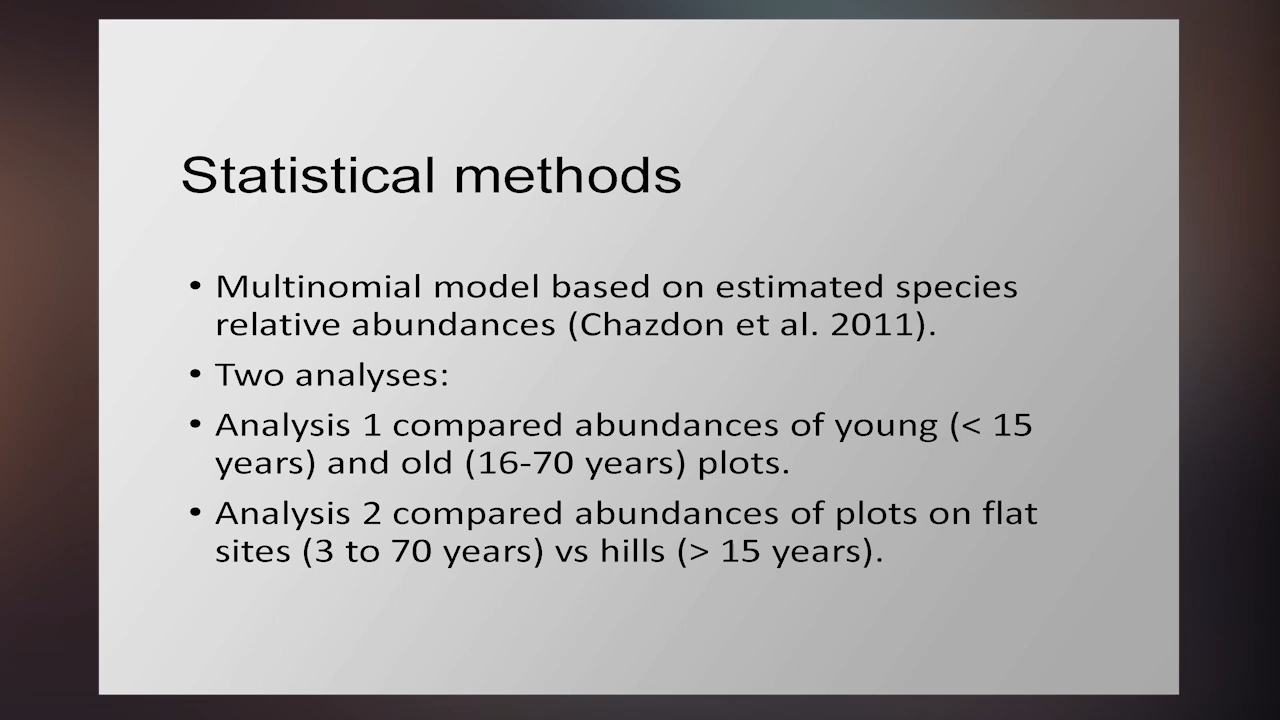 Statistical methods
• Multinomial model based on estimated species
relative abundances (Chazdon et al. 2011).
• Two analyses:
• Analysis 1 compared abundances of young (< 15
years) and old (16-70 years) plots.
• Analysis 2 compared abundances of plots on flat
sites (3 to 70 years) vs hills (> 15 years).